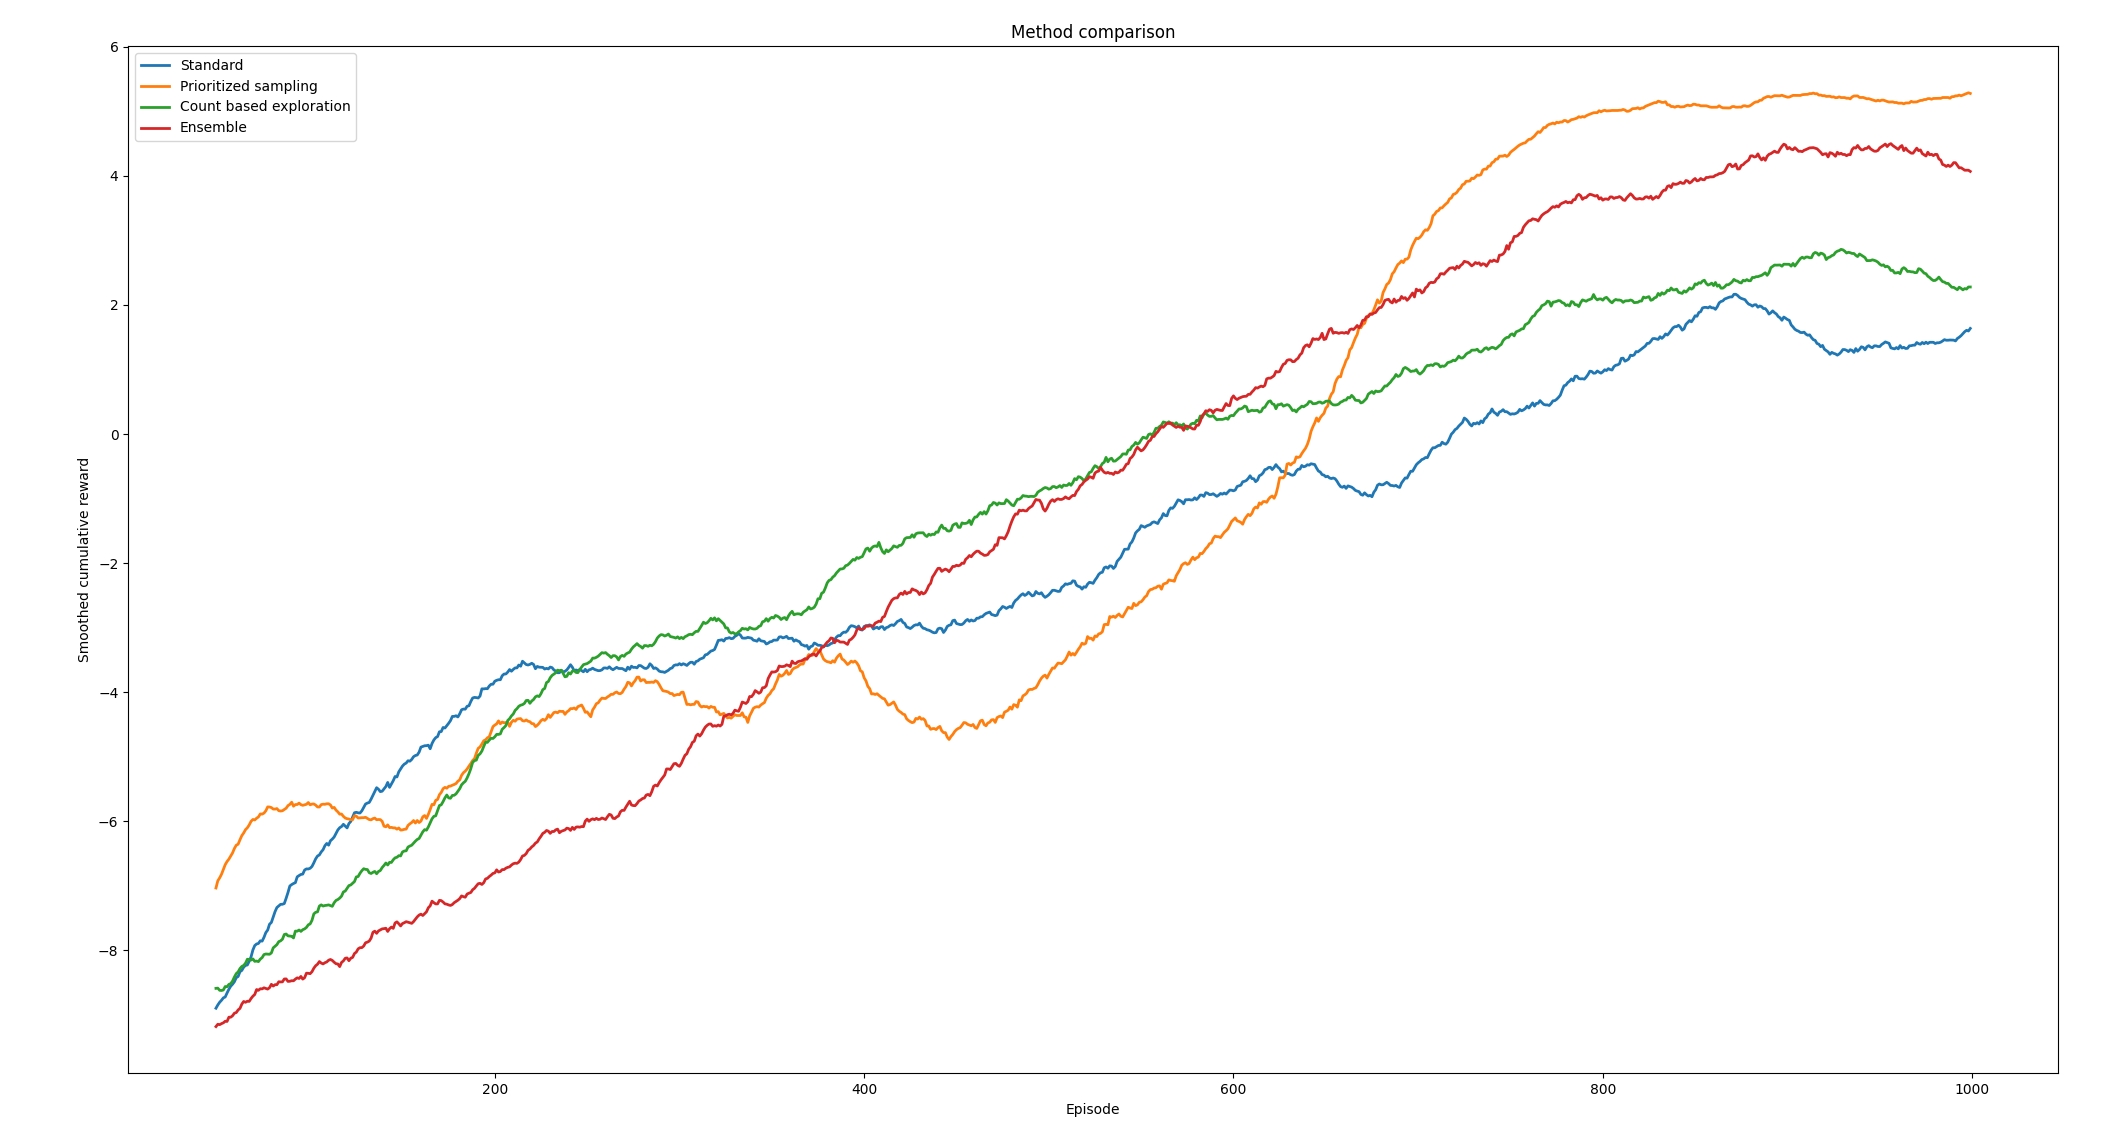 Method comparison
6
4
2
0
−2
−4
−6
−8
Smoothed cumulative reward
Standard
Prioritized sampling
Count based exploration
Ensemble
200
400
600
800
1000
Episode